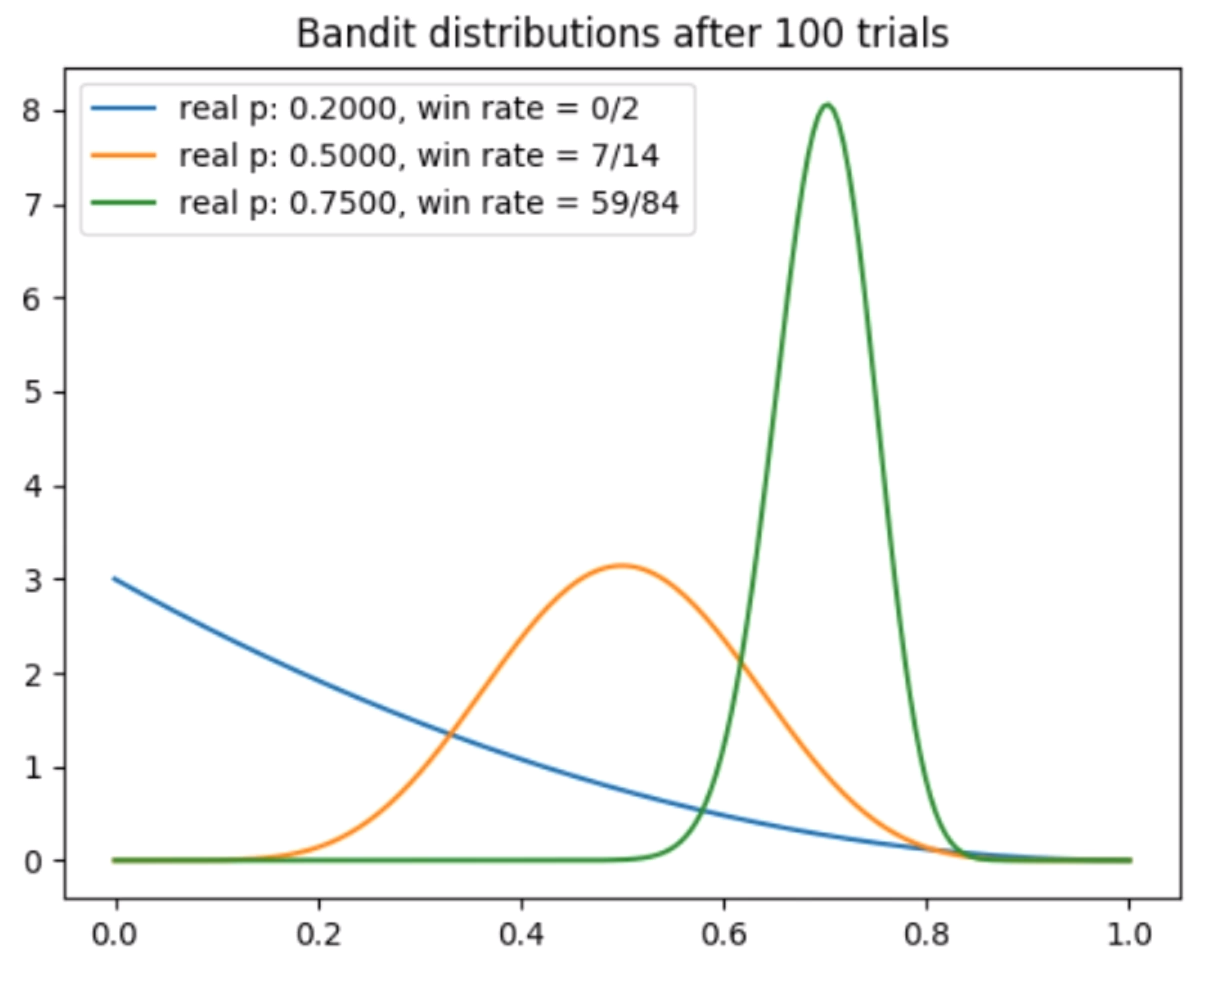 Bandit distributions after 100 trials
real p: 0.2000, win rate = 0/2
real p: 0.5000, win rate = 7/14
real p: 0.7500, win rate = 59/84
8
7
6
5
4
3
2
1
0
0.0 0.2 0.4 0.6 0.8 1.0